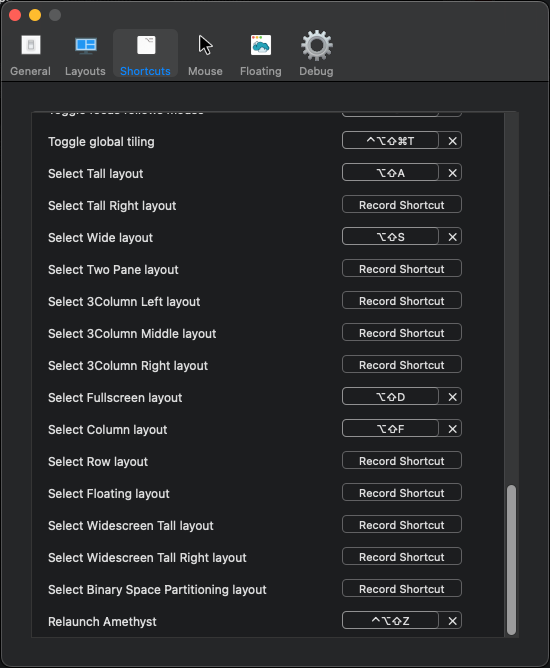 General Layouts Shortcuts Mouse Floating Debug
Toggle focus follows mouse
Toggle global tiling ^⌥⇧⌘T ✕
Select Tall layout ⌥⇧A ✕
Select Tall Right layout Record Shortcut
Select Wide layout ⌥⇧S ✕
Select Two Pane layout Record Shortcut
Select 3Column Left layout Record Shortcut
Select 3Column Middle layout Record Shortcut
Select 3Column Right layout Record Shortcut
Select Fullscreen layout ⌥⇧D ✕
Select Column layout ⌥⇧F ✕
Select Row layout Record Shortcut
Select Floating layout Record Shortcut
Select Widescreen Tall layout Record Shortcut
Select Widescreen Tall Right layout Record Shortcut
Select Binary Space Partitioning layout Record Shortcut
Relaunch Amethyst ^⌥⇧Z ✕